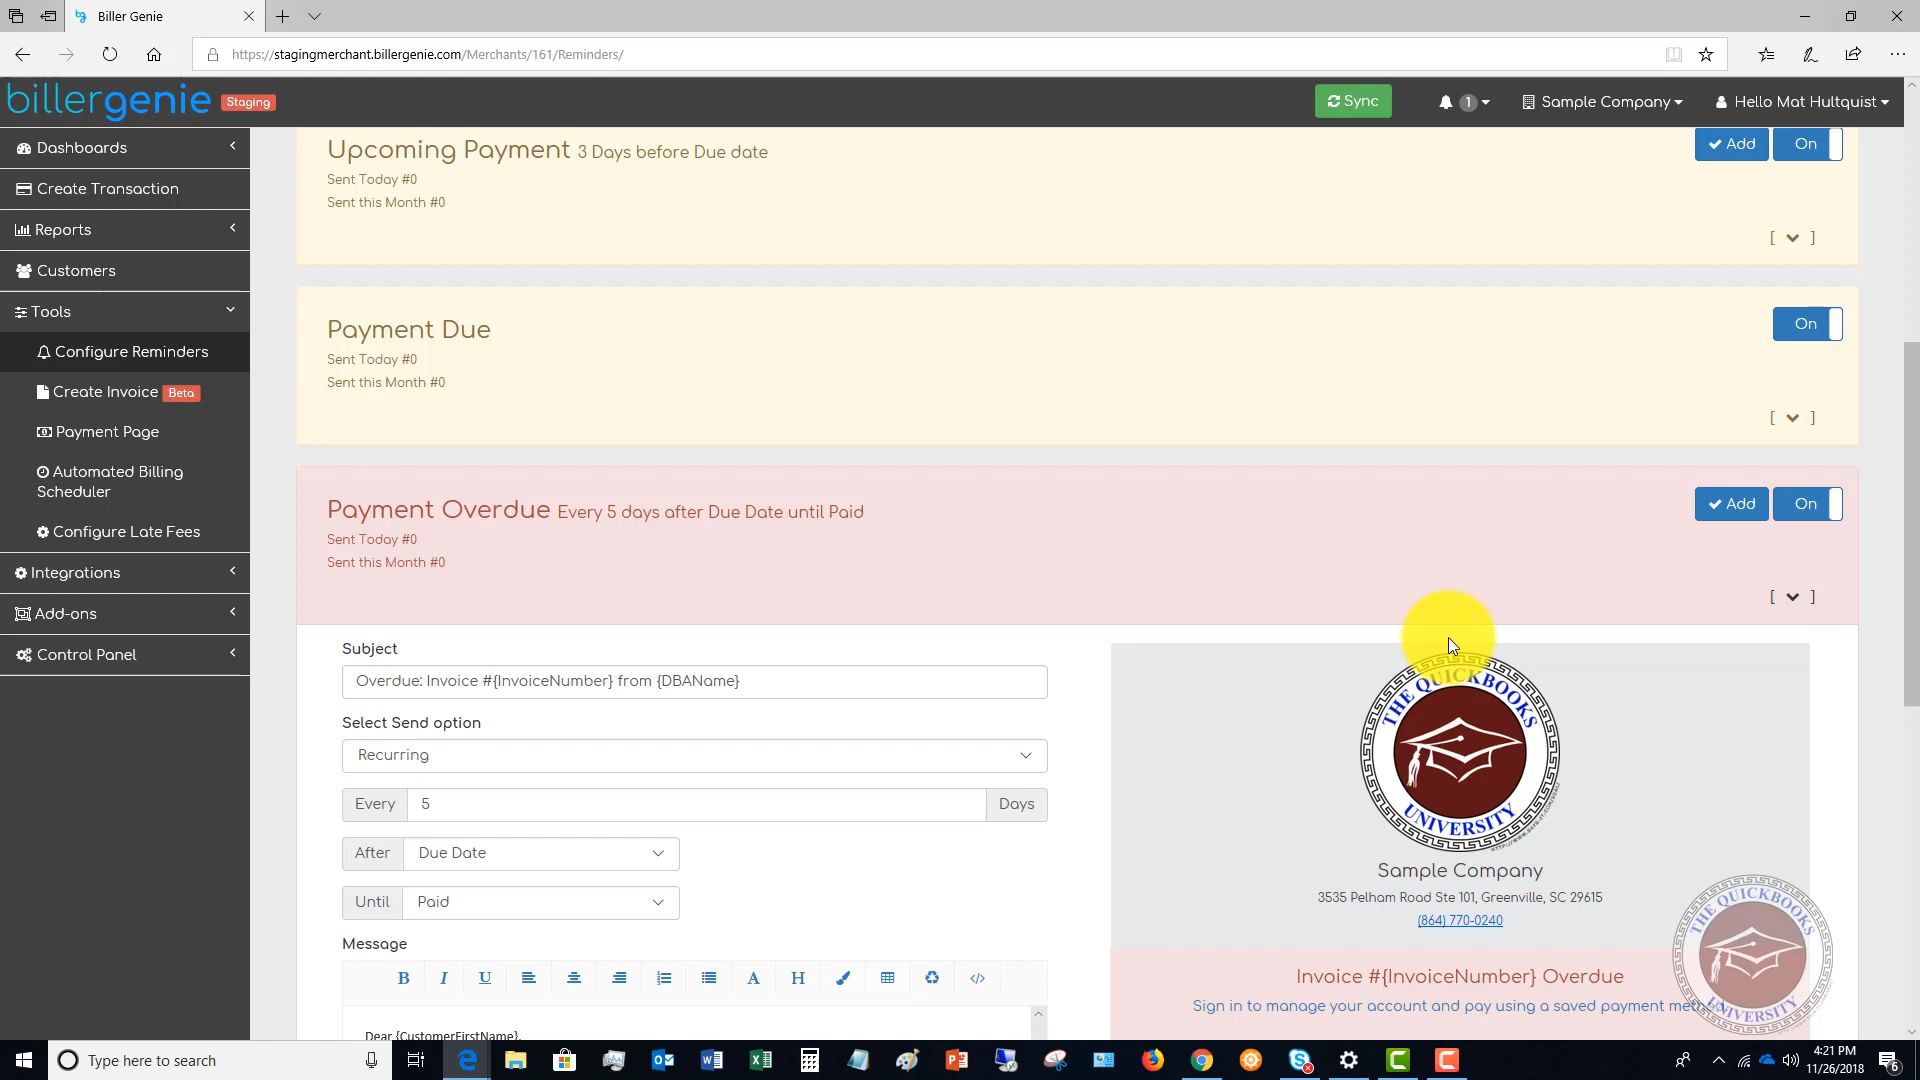 Biller Genie
https://stagingmerchant.billergenie.com/Merchants/161/Reminders/
billergenie Staging
Sync
1
Sample Company
Hello Mat Hultquist
Dashboards
Create Transaction
Reports
Customers
Tools
Configure Reminders
Create Invoice Beta
Payment Page
Automated Billing
Scheduler
Configure Late Fees
Integrations
Add-ons
Control Panel
Upcoming Payment 3 Days before Due date
Add On
Sent Today #0
Sent this Month #0
[ ]
Payment Due
On
Sent Today #0
Sent this Month #0
[ ]
Payment Overdue Every 5 days after Due Date until Paid
Add On
Sent Today #0
Sent this Month #0
[ ]
Subject
Overdue: Invoice #{InvoiceNumber} from {DBAName}
Select Send option
Recurring
Every 5 Days
After Due Date
Until Paid
Message
B I U A H </>
Dear {CustomerFirstName},
THE QUICKBOOKS
UNIVERSITY
Sample Company
3535 Pelham Road Ste 101, Greenville, SC 29615
(864) 770-0240
Invoice #{InvoiceNumber} Overdue
Sign in to manage your account and pay using a saved payment
THE QUICKBOOKS
UNIVERSITY
Type here to search
4:21 PM
11/26/2018
6